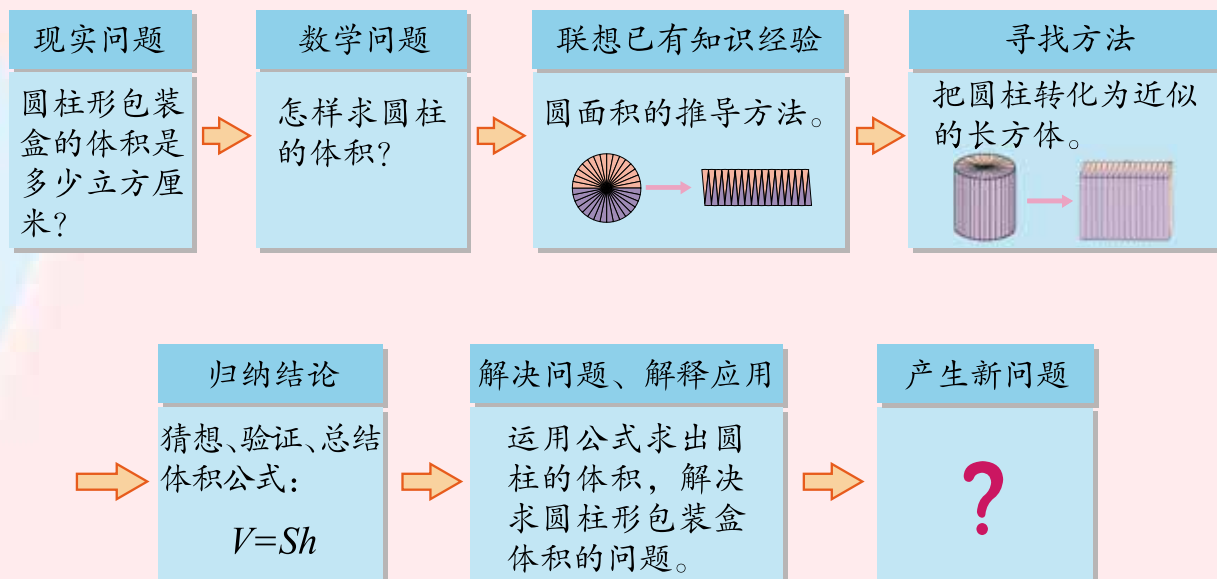 现实问题
圆柱形包装
盒的体积是
多少立方厘
米?
数学问题
怎样求圆柱
的体积?
联想已有知识经验
圆面积的推导方法。
寻找方法
把圆柱转化为近似
的长方体。
归纳结论
猜想、验证、总结
体积公式:
V=Sh
解决问题、解释应用
运用公式求出圆
柱的体积，解决
求圆柱形包装盒
体积的问题。
产生新问题
?